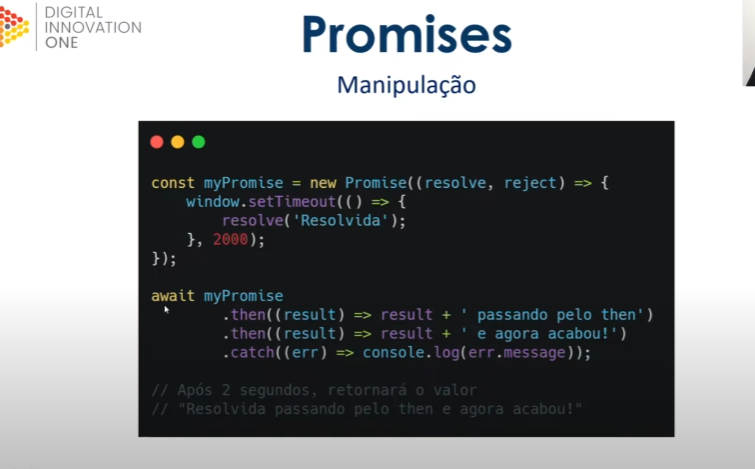 DIGITAL
INNOVATION
ONE
Promises
Manipulação
const myPromise = new Promise((resolve, reject) => {
    window.setTimeout(() => {
        resolve('Resolvida');
    }, 2000);
});
await myPromise
        .then((result) => result + ' passando pelo then')
        .then((result) => result + ' e agora acabou!')
        .catch((err) => console.log(err.message));
// Após 2 segundos, retornará o valor
// "Resolvida passando pelo then e agora acabou!"